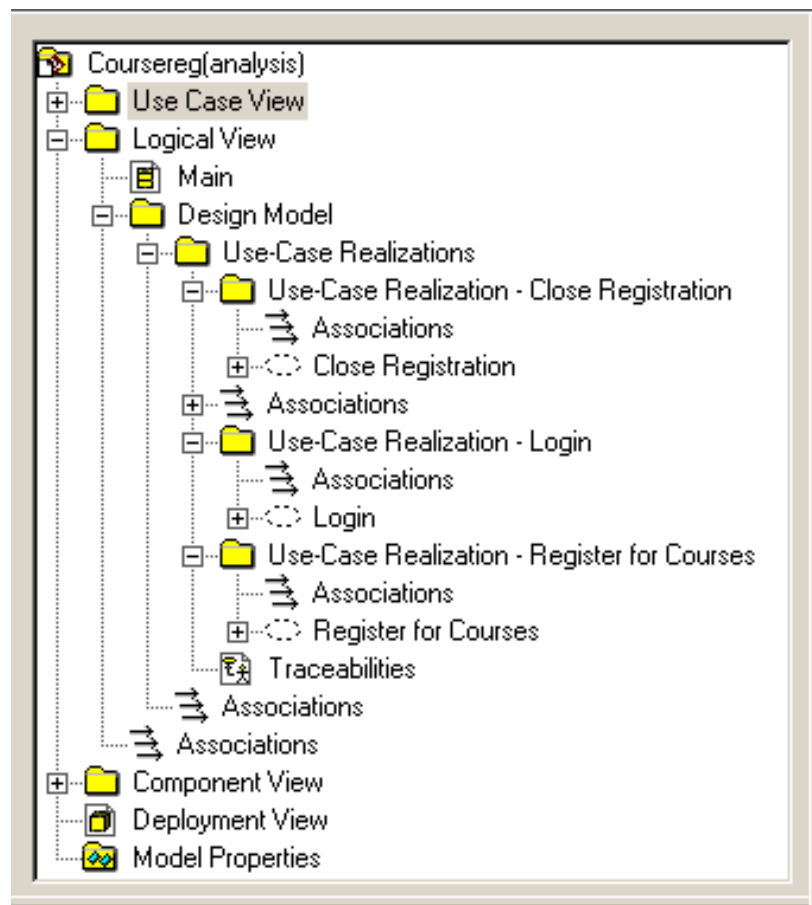 Coursereg(analysis)
Use Case View
Logical View
Main
Design Model
Use-Case Realizations
Use-Case Realization - Close Registration
Associations
Close Registration
Associations
Use-Case Realization - Login
Associations
Login
Use-Case Realization - Register for Courses
Associations
Register for Courses
Traceabilities
Associations
Associations
Component View
Deployment View
Model Properties